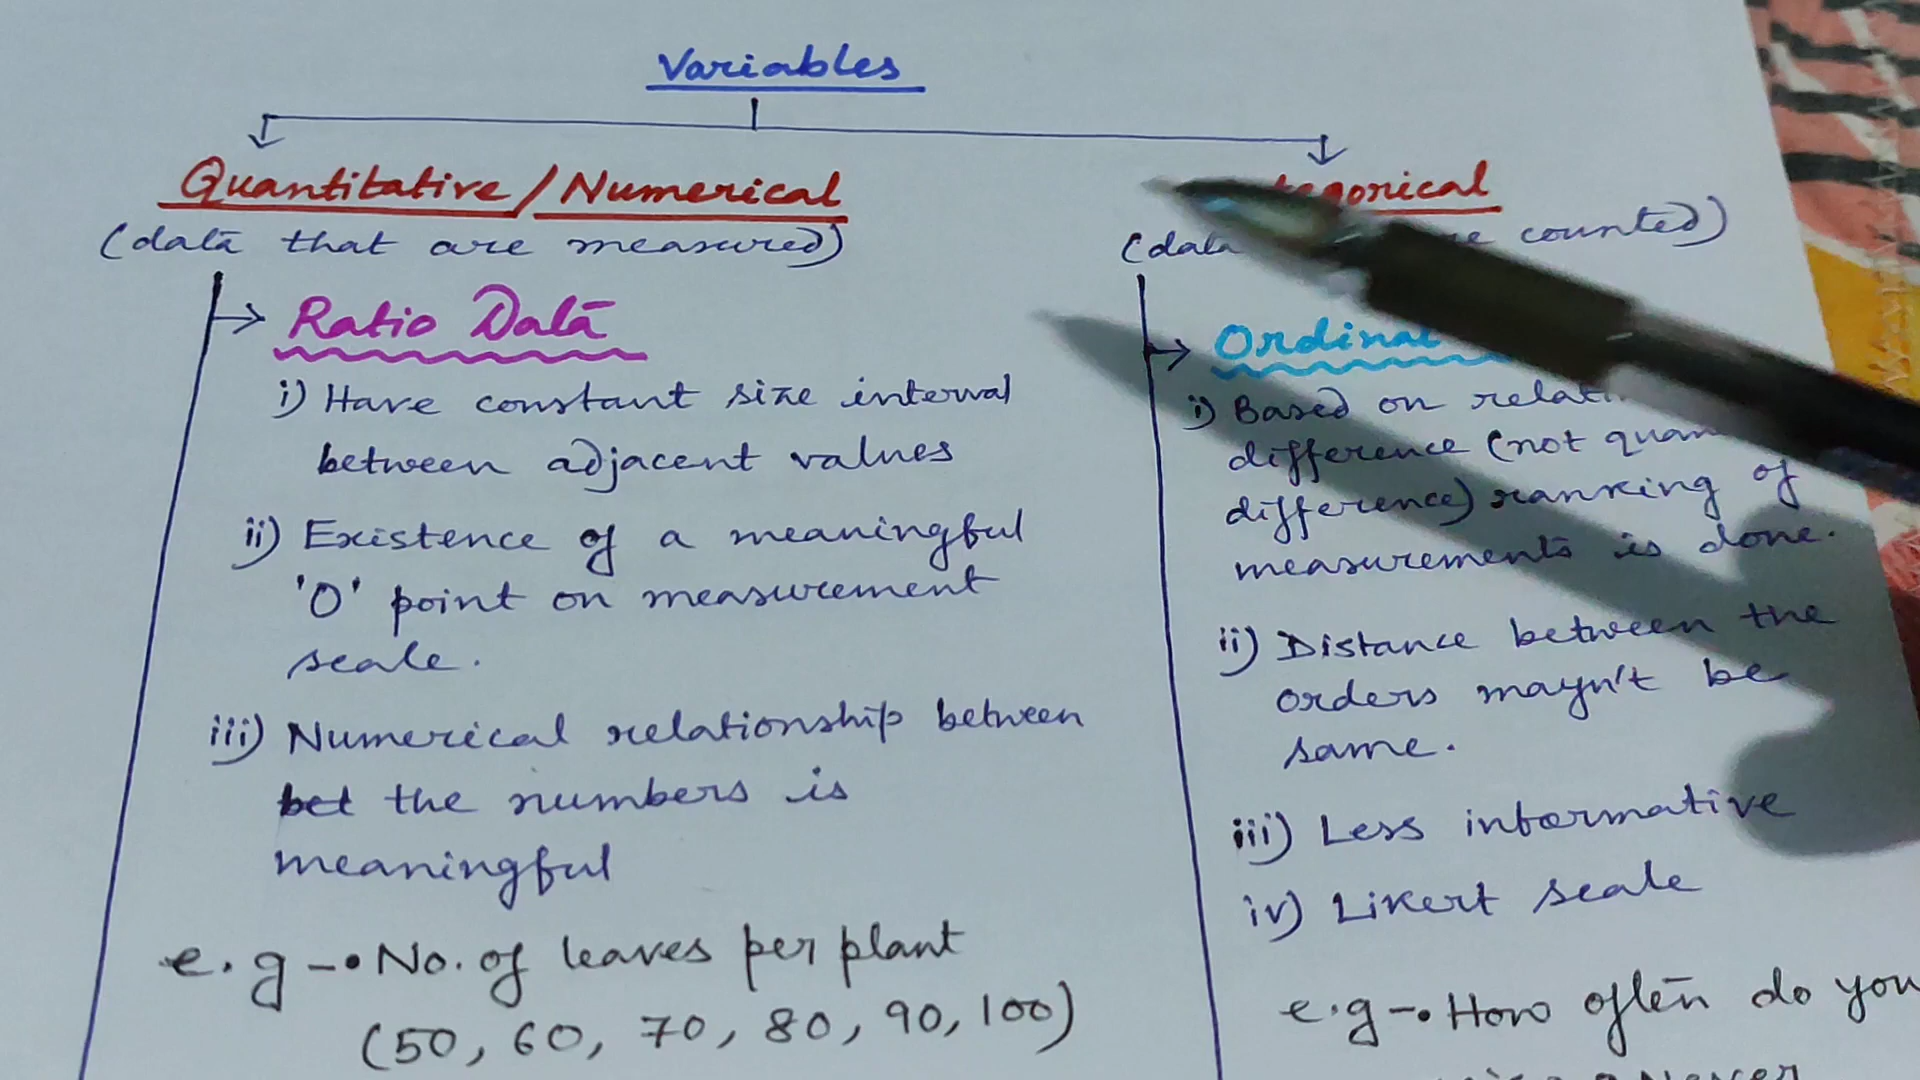 Variables
Quantitative/Numerical
(data that are measured)
Ratio Data
i) Have constant size interval
between adjacent values
ii) Existence of a meaningful
'0' point on measurement
scale.
iii) Numerical relationship between
bet the numbers is
meaningful
e.g - • No. of leaves per plant
(50, 60, 70, 80, 90, 100)
(data counted)
Ordinal
i) Based on
difference (not
difference) ranking of
measurements is done.
ii) Distance between the
orders mayn't be
same.
iii) Less informative
iv) Likert scale
e.g - • How often do you